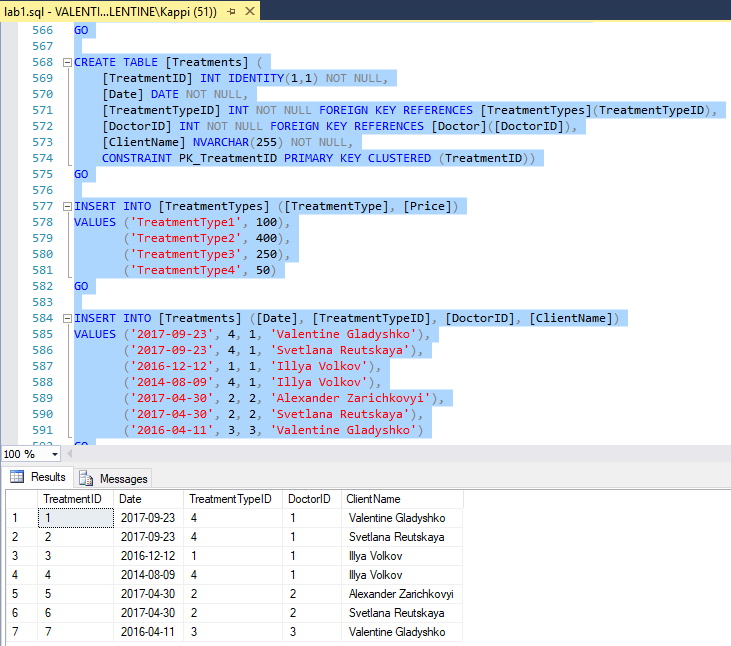 lab1.sql - VALENTI...LENTINE\Kappi (51))
566 GO
567
568 CREATE TABLE [Treatments] (
569 [TreatmentID] INT IDENTITY(1,1) NOT NULL,
570 [Date] DATE NOT NULL,
571 [TreatmentTypeID] INT NOT NULL FOREIGN KEY REFERENCES [TreatmentTypes](TreatmentTypeID),
572 [DoctorID] INT NOT NULL FOREIGN KEY REFERENCES [Doctor]([DoctorID]),
573 [ClientName] NVARCHAR(255) NOT NULL,
574 CONSTRAINT PK_TreatmentID PRIMARY KEY CLUSTERED (TreatmentID))
575 GO
576
577 INSERT INTO [TreatmentTypes] ([TreatmentType], [Price])
578 VALUES ('TreatmentType1', 100),
579 ('TreatmentType2', 400),
580 ('TreatmentType3', 250),
581 ('TreatmentType4', 50)
582 GO
583
584 INSERT INTO [Treatments] ([Date], [TreatmentTypeID], [DoctorID], [ClientName])
585 VALUES ('2017-09-23', 4, 1, 'Valentine Gladyshko'),
586 ('2017-09-23', 4, 1, 'Svetlana Reutskaya'),
587 ('2016-12-12', 1, 1, 'Illya Volkov'),
588 ('2014-08-09', 4, 1, 'Illya Volkov'),
589 ('2017-04-30', 2, 2, 'Alexander Zarichkovyi'),
590 ('2017-04-30', 2, 2, 'Svetlana Reutskaya'),
591 ('2016-04-11', 3, 3, 'Valentine Gladyshko')
592 GO
100 %
Results Messages
TreatmentID Date TreatmentTypeID DoctorID ClientName
1 1 2017-09-23 4 1 Valentine Gladyshko
2 2 2017-09-23 4 1 Svetlana Reutskaya
3 3 2016-12-12 1 1 Illya Volkov
4 4 2014-08-09 4 1 Illya Volkov
5 5 2017-04-30 2 2 Alexander Zarichkovyi
6 6 2017-04-30 2 2 Svetlana Reutskaya
7 7 2016-04-11 3 3 Valentine Gladyshko